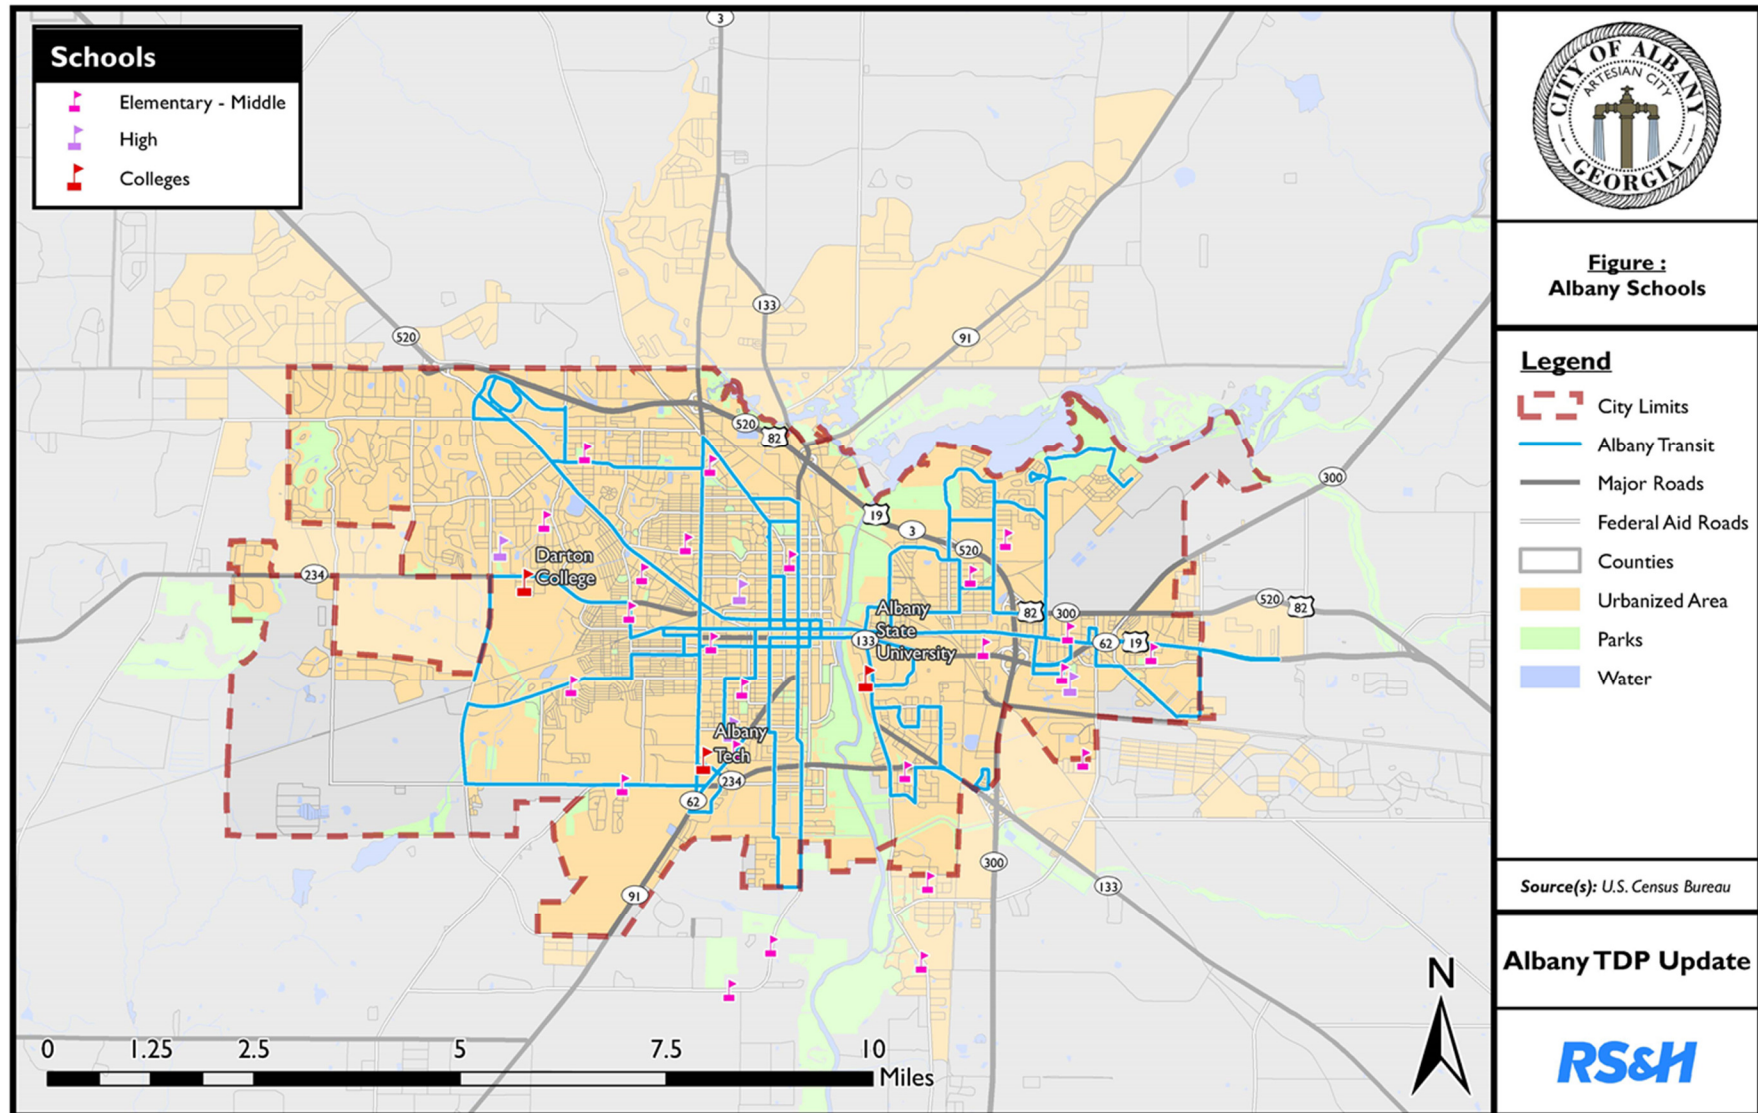 Schools
Elementary - Middle
High
Colleges
3
133
91
520
520
82
300
19
3
520
234
Darton
College
Albany
State
University
133
82
300
520
82
62
19
Albany
Tech
234
62
91
300
133
0 1.25 2.5 5 7.5 10
Miles
N
CITY OF ALBANY
ARTESIAN CITY
GEORGIA
Figure :
Albany Schools
Legend
City Limits
Albany Transit
Major Roads
Federal Aid Roads
Counties
Urbanized Area
Parks
Water
Source(s): U.S. Census Bureau
Albany TDP Update
RS&H